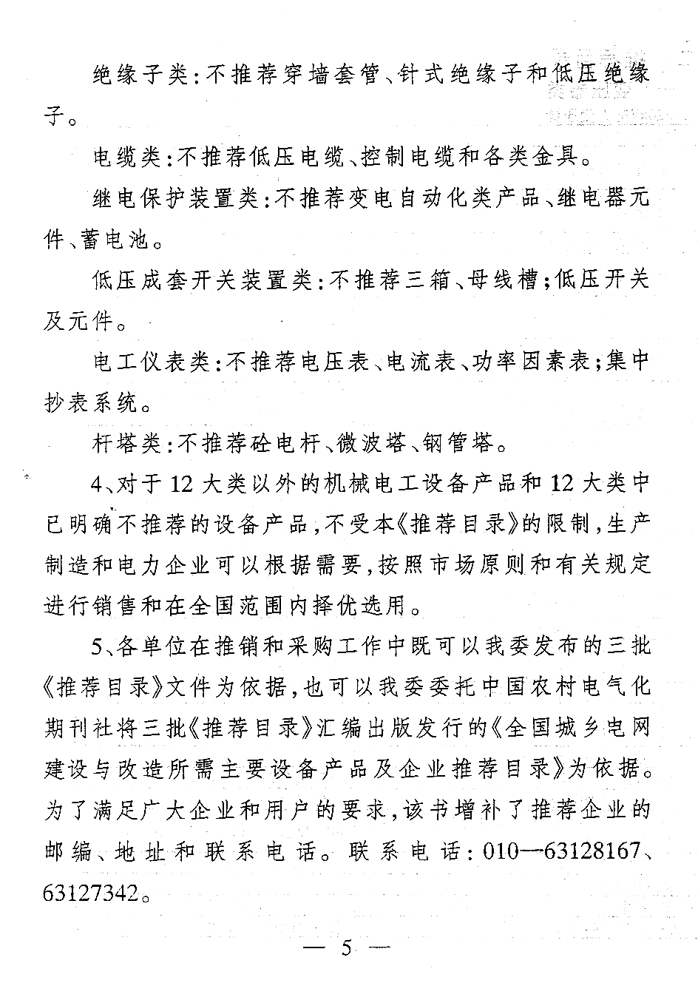 绝缘子类:不推荐穿墙套管、针式绝缘子和低压绝缘
子。
电缆类:不推荐低压电缆、控制电缆和各类金具。
继电保护装置类:不推荐变电自动化类产品、继电器元
件、蓄电池。
低压成套开关装置类:不推荐三箱、母线槽;低压开关
及元件。
电工仪表类:不推荐电压表、电流表、功率因素表;集中
抄表系统。
杆塔类:不推荐砼电杆、微波塔、钢管塔。
4、对于12大类以外的机械电工设备产品和12大类中
已明确不推荐的设备产品,不受本《推荐目录》的限制,生产
制造和电力企业可以根据需要,按照市场原则和有关规定
进行销售和在全国范围内择优选用。
5、各单位在推销和采购工作中既可以我委发布的三批
《推荐目录》文件为依据,也可以我委委托中国农村电气化
期刊社将三批《推荐目录》汇编出版发行的《全国城乡电网
建设与改造所需主要设备产品及企业推荐目录》为依据。
为了满足广大企业和用户的要求,该书增补了推荐企业的
邮编、地址和联系电话。联系电话:010—63128167、
63127342。
— 5 —